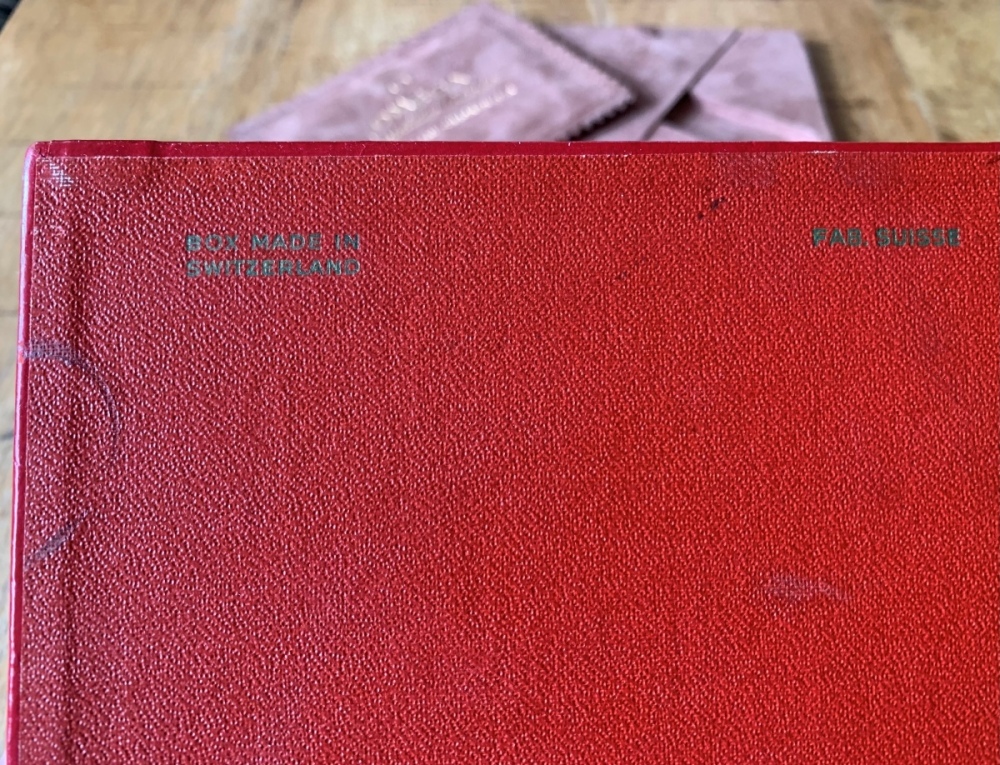 BOX MADE IN
SWITZERLAND
FAB. SUISSE